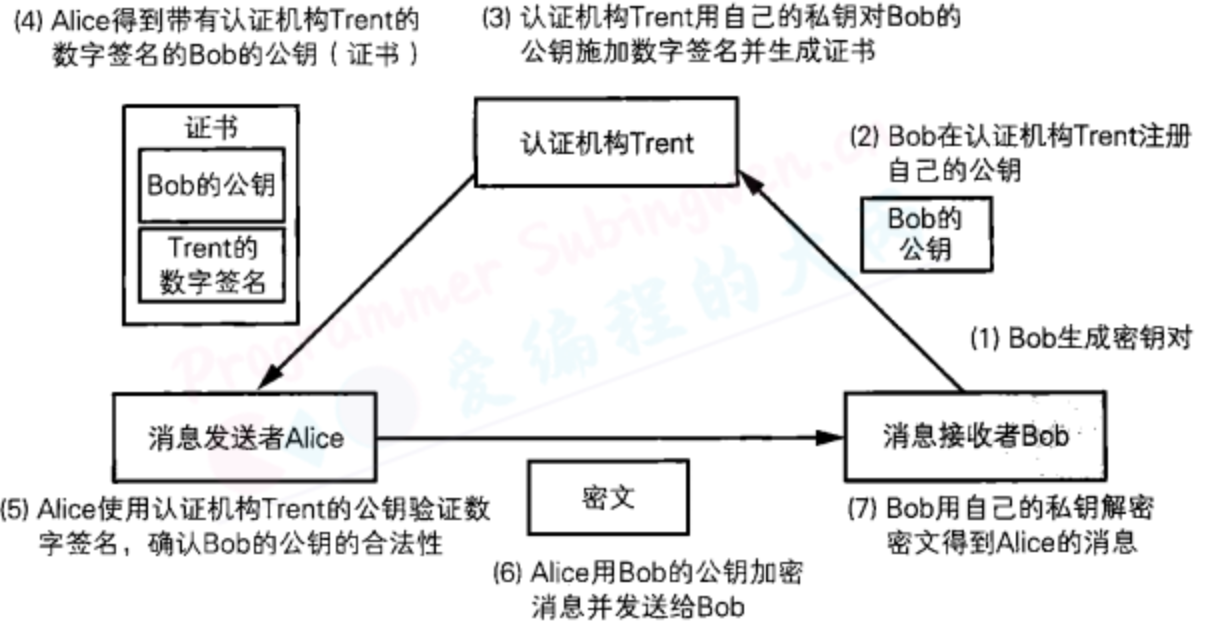 (4) Alice得到带有认证机构Trent的
数字签名的Bob的公钥（证书）
(3) 认证机构Trent用自己的私钥对Bob的
公钥施加数字签名并生成证书
证书
Bob的公钥
Trent的
数字签名
认证机构Trent
(2) Bob在认证机构Trent注册
自己的公钥
Bob的
公钥
(1) Bob生成密钥对
Programmer Subingwen.cn
爱编程的大丙
消息发送者Alice
消息接收者Bob
密文
(5) Alice使用认证机构Trent的公钥验证数
字签名，确认Bob的公钥的合法性
(6) Alice用Bob的公钥加密
消息并发送给Bob
(7) Bob用自己的私钥解密
密文得到Alice的消息